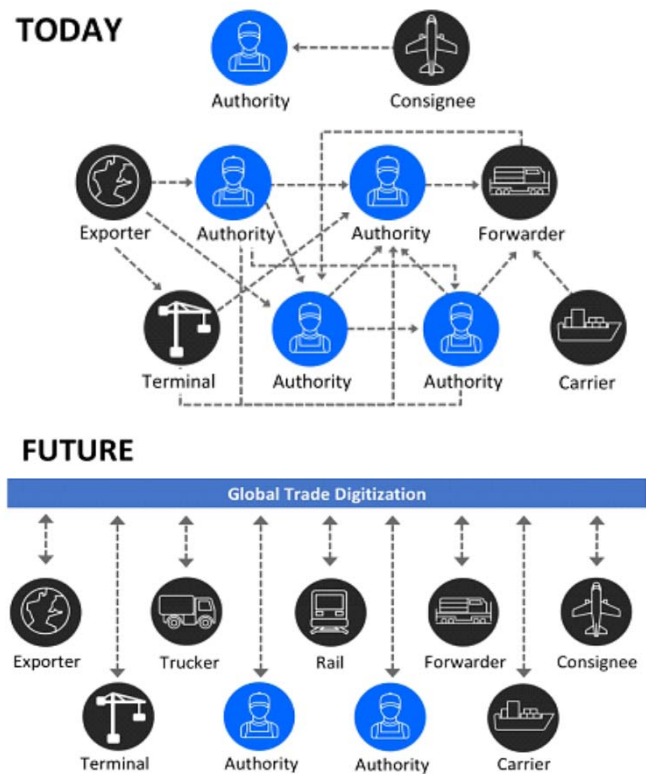 TODAY
Authority Consignee
Exporter Authority Authority Forwarder
Terminal Authority Authority Carrier
FUTURE
Global Trade Digitization
Exporter Trucker Rail Forwarder Consignee
Terminal Authority Authority Carrier